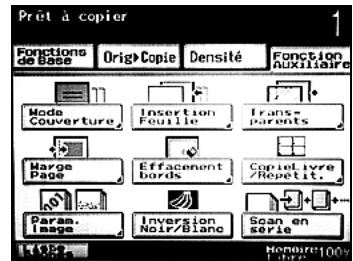 Prêt à copier 1
Fonctions de Base
Orig▸Copie
Densité
Fonction Auxiliaire
Mode Couverture
Insertion Feuille
Trans-
parents
Marge Page
Effacement bords
CopieLivre /Répétit.
Param. Image
Inversion Noir/Blanc
Scan en série
Mémoire Libre 100%